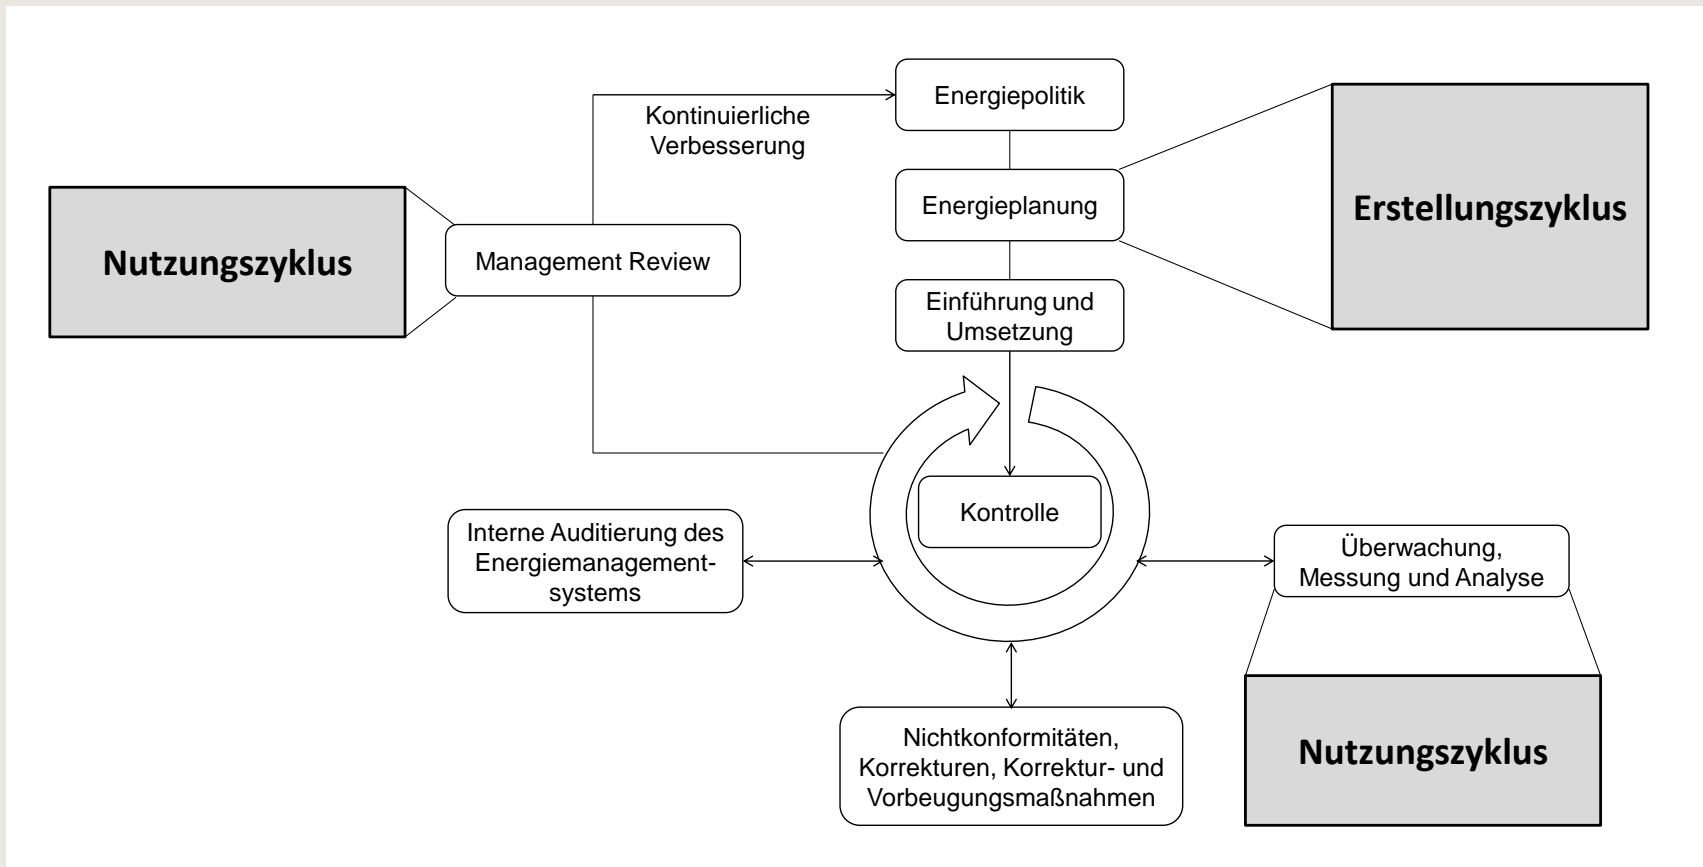 Energiepolitik
Kontinuierliche
Verbesserung
Energieplanung
Erstellungszyklus
Nutzungszyklus
Management Review
Einführung und
Umsetzung
Kontrolle
Interne Auditierung des
Energiemanagement-
systems
Überwachung,
Messung und Analyse
Nichtkonformitäten,
Korrekturen, Korrektur- und
Vorbeugungsmaßnahmen
Nutzungszyklus